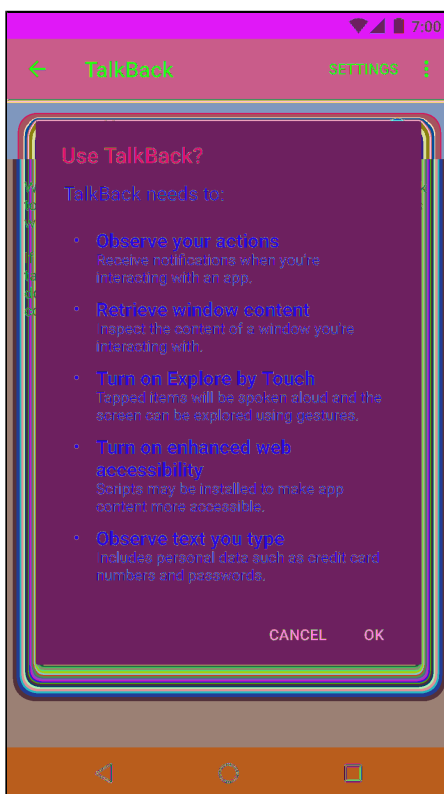 7:00
TalkBack SETTINGS
Use TalkBack?
TalkBack needs to:
• Observe your actions
Receive notifications when you're
interacting with an app.
• Retrieve window content
Inspect the content of a window you're
interacting with.
• Turn on Explore by Touch
Tapped items will be spoken aloud and the
screen can be explored using gestures.
• Turn on enhanced web
accessibility
Scripts may be installed to make app
content more accessible.
• Observe text you type
Includes personal data such as credit card
numbers and passwords.
CANCEL OK